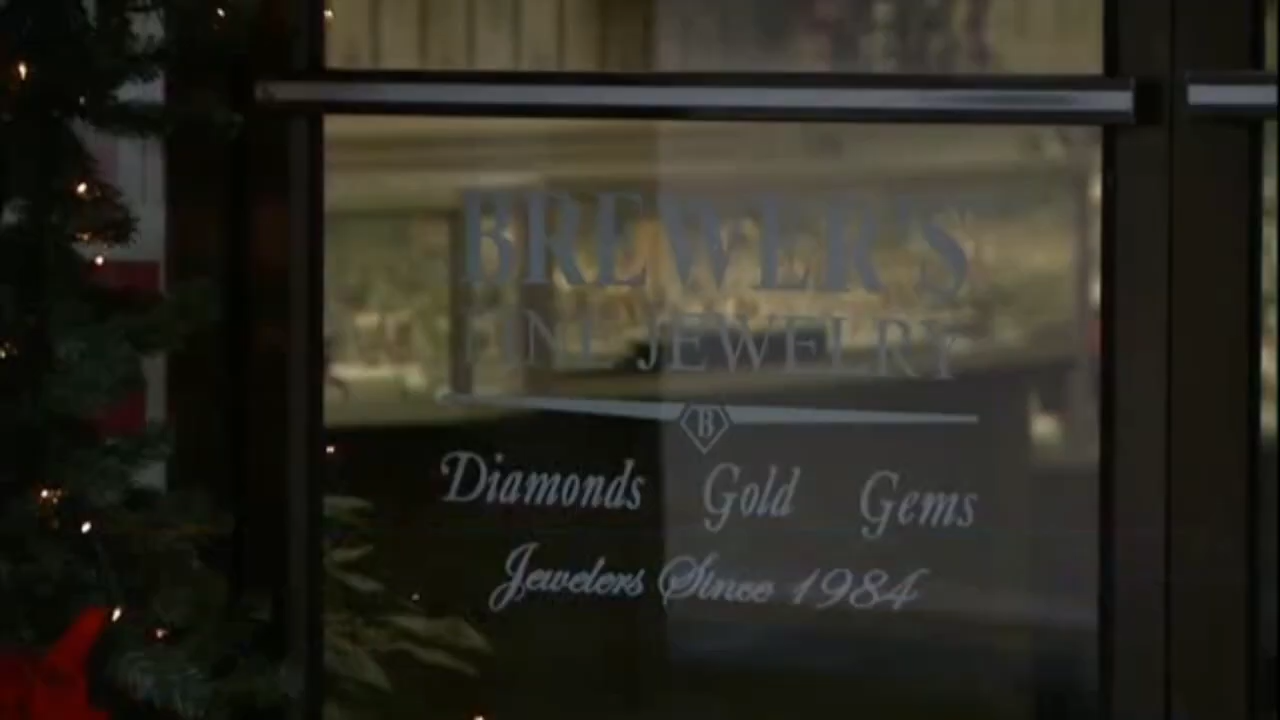 BREWER'S
FINE JEWELRY
B
Diamonds Gold Gems
Jewelers Since 1984